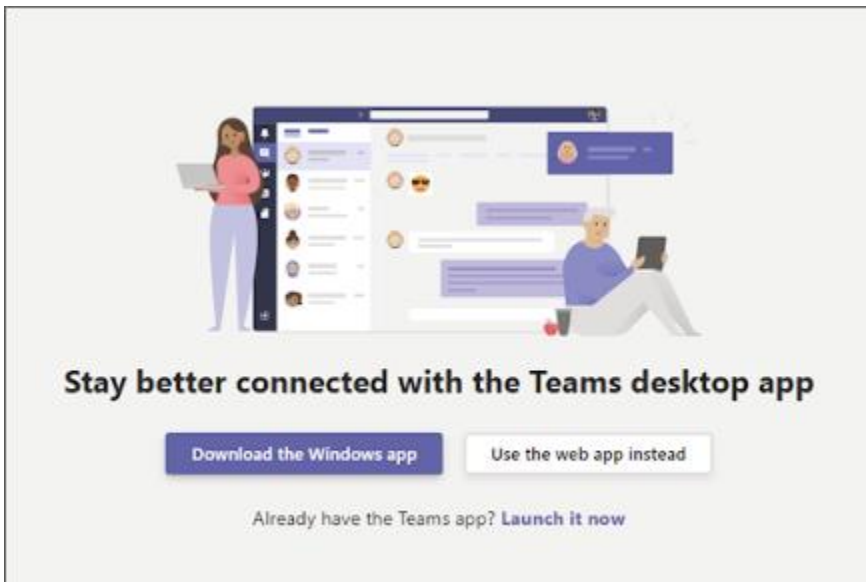 Stay better connected with the Teams desktop app
Download the Windows app
Use the web app instead
Already have the Teams app? Launch it now